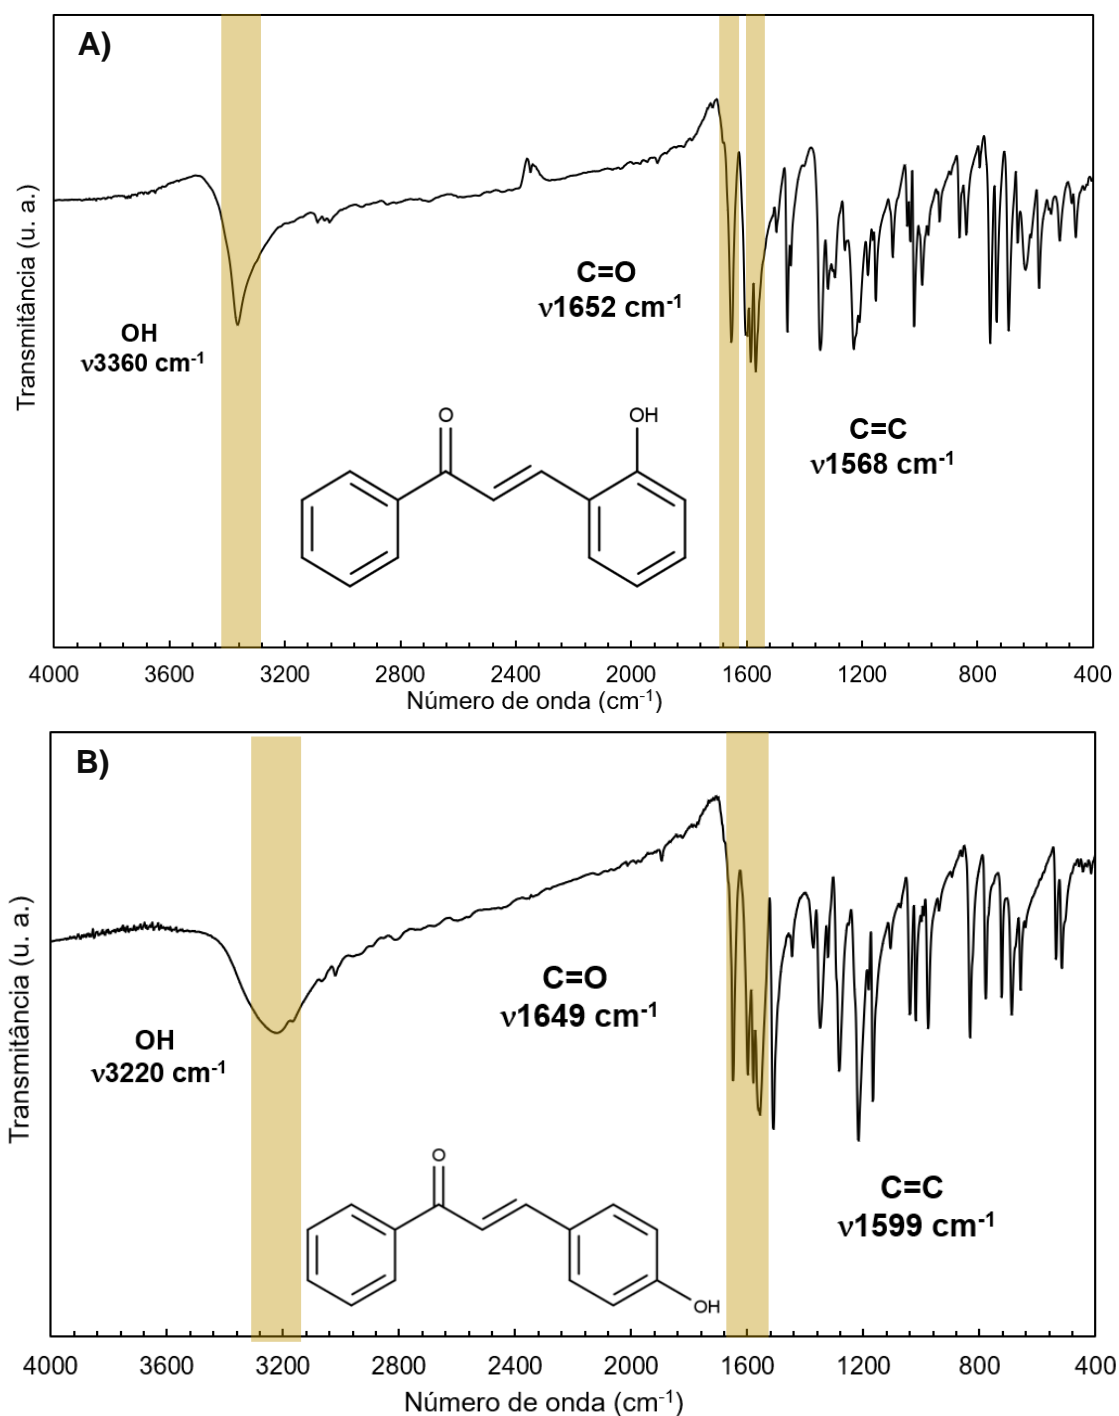 A)
Transmitância (u. a.)
OH
ν3360 cm⁻¹
C=O
ν1652 cm⁻¹
C=C
ν1568 cm⁻¹
O
OH
4000 3600 3200 2800 2400 2000 1600 1200 800 400
Número de onda (cm⁻¹)
B)
Transmitância (u. a.)
OH
ν3220 cm⁻¹
C=O
ν1649 cm⁻¹
C=C
ν1599 cm⁻¹
O
OH
4000 3600 3200 2800 2400 2000 1600 1200 800 400
Número de onda (cm⁻¹)